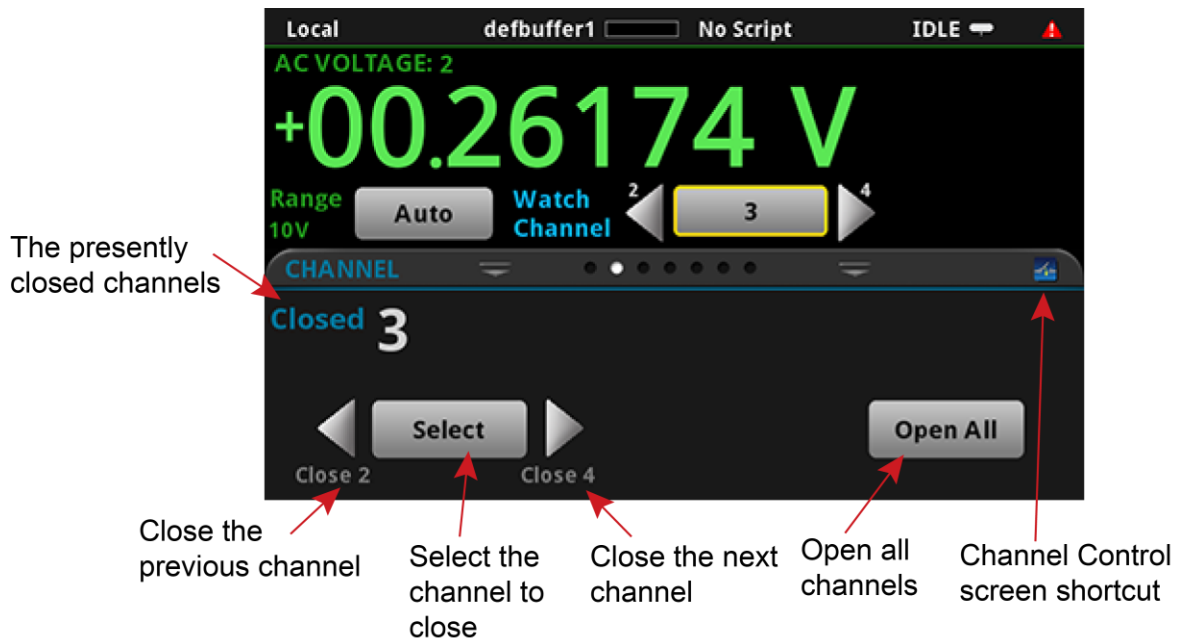 Local defbuffer1 No Script IDLE
AC VOLTAGE: 2
+00.26174 V
Range
10V
Auto
Watch
Channel
2
3
4
The presently
closed channels
CHANNEL
Closed 3
Select
Open All
Close 2
Close 4
Close the
previous channel
Select the
channel to
close
Close the next
channel
Open all
channels
Channel Control
screen shortcut